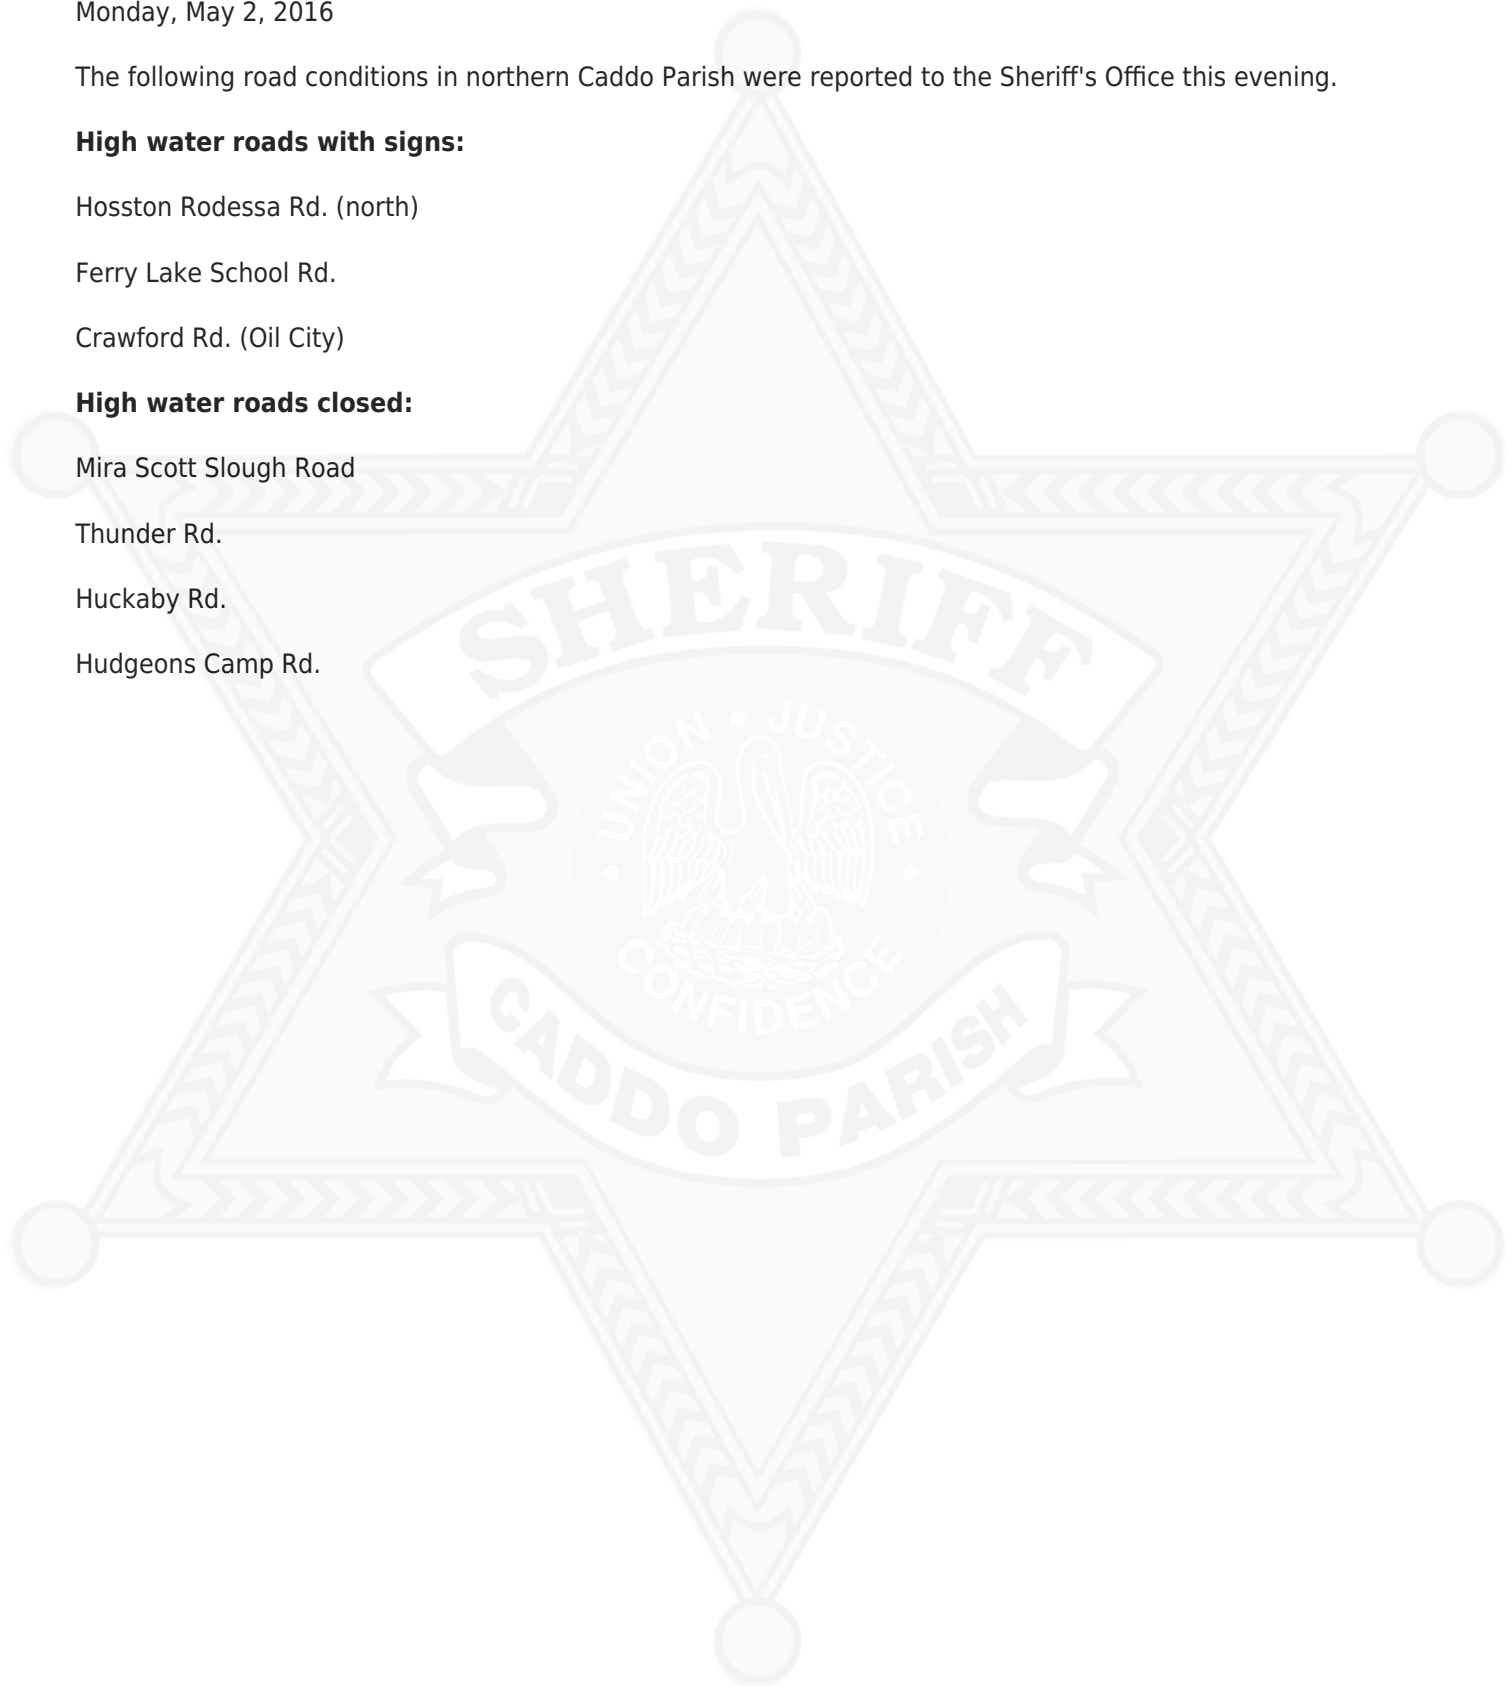 Monday, May 2, 2016
The following road conditions in northern Caddo Parish were reported to the Sheriff's Office this evening.
High water roads with signs:
Hosston Rodessa Rd. (north)
Ferry Lake School Rd.
Crawford Rd. (Oil City)
High water roads closed:
Mira Scott Slough Road
Thunder Rd.
Huckaby Rd.
Hudgeons Camp Rd.
SHERIFF
UNION • JUSTICE
• CONFIDENCE •
CADDO PARISH